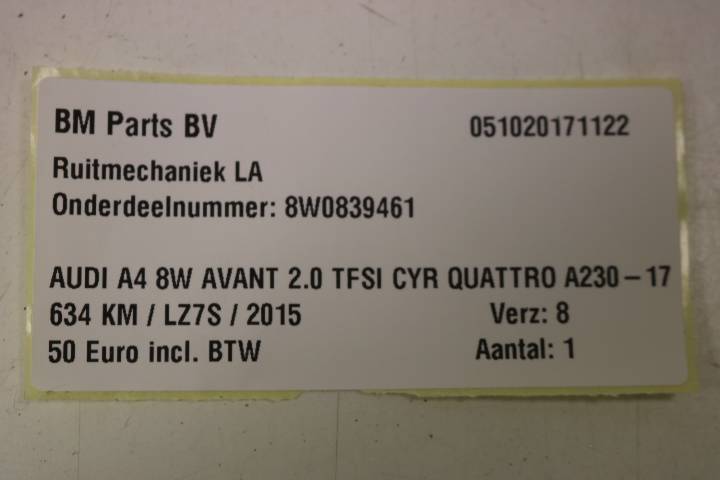 BM Parts BV 051020171122
Ruitmechaniek LA
Onderdeelnummer: 8W0839461
AUDI A4 8W AVANT 2.0 TFSI CYR QUATTRO A230-17
634 KM / LZ7S / 2015 Verz: 8
50 Euro incl. BTW Aantal: 1